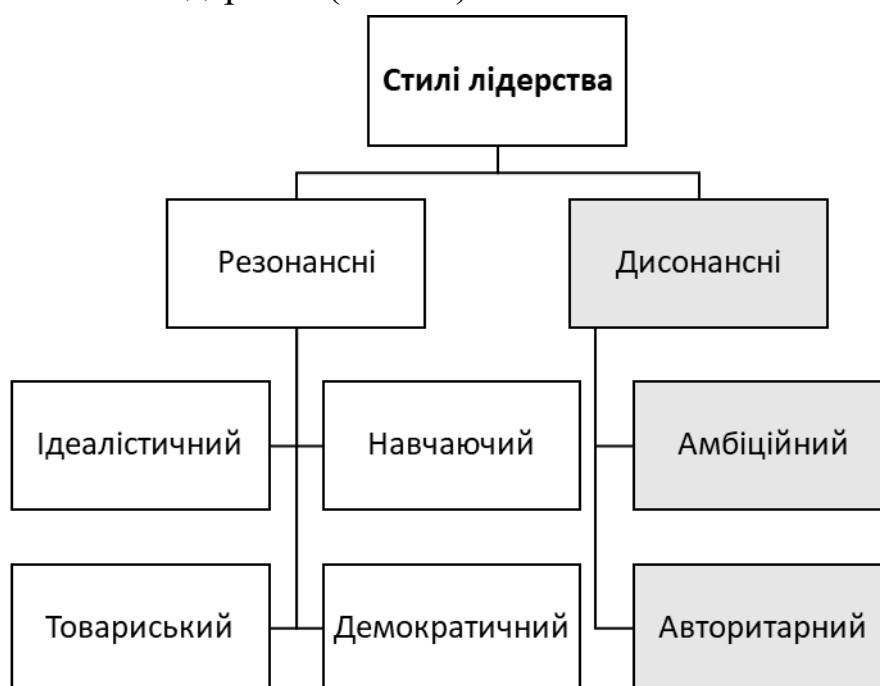 Стилі лідерства
Резонансні
Дисонансні
Ідеалістичний
Навчаючий
Амбіційний
Товариський
Демократичний
Авторитарний